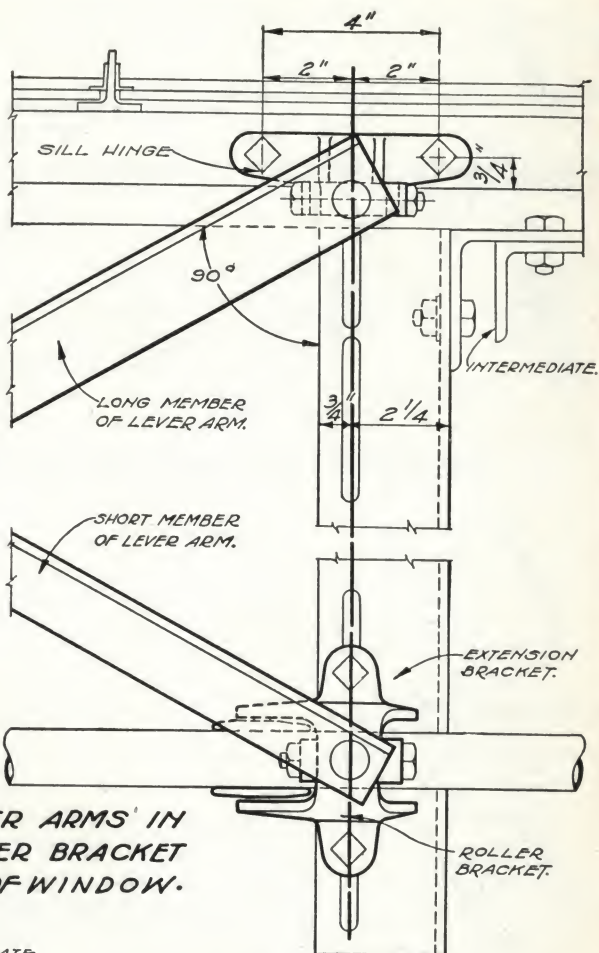 4"
2" 2"
SILL HINGE
3/4"
90°
INTERMEDIATE.
3/4" 2 1/4
LONG MEMBER
OF LEVER ARM.
SHORT MEMBER
OF LEVER ARM.
EXTENSION
BRACKET.
ER ARMS IN
ER BRACKET
OF WINDOW.
ROLLER
BRACKET.